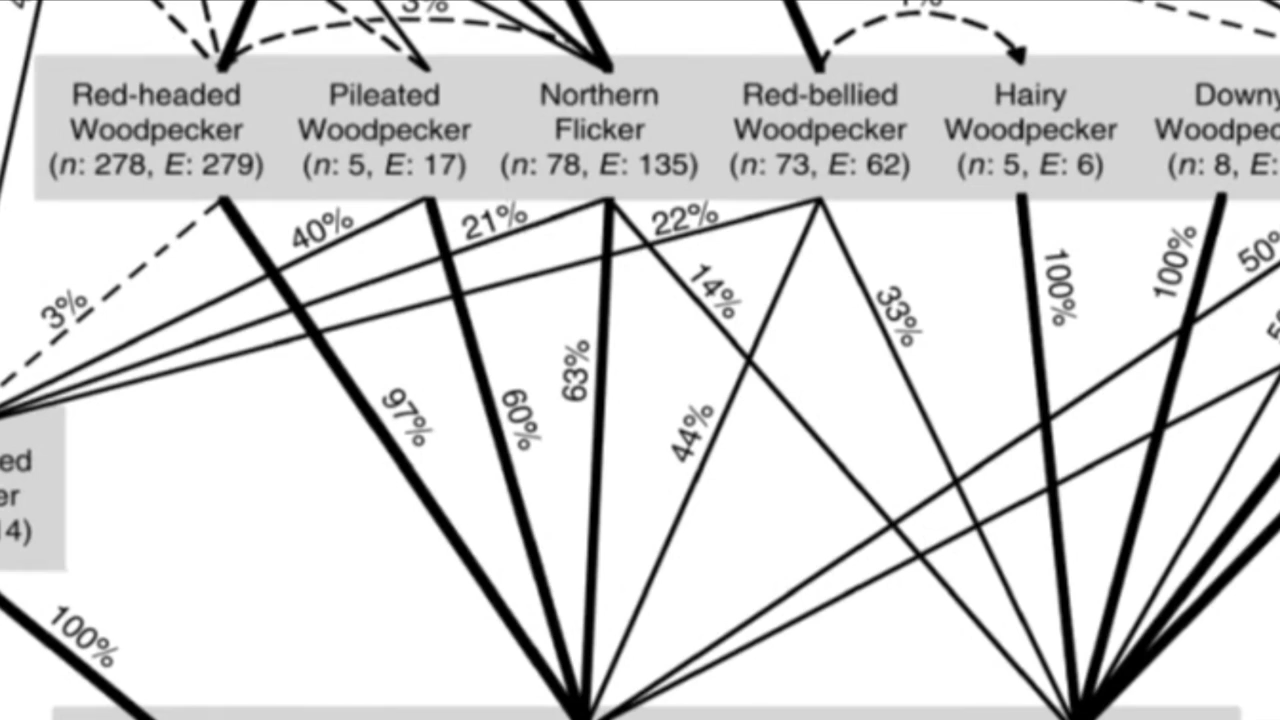 3%
Red-headed
Woodpecker
(n: 278, E: 279)
Pileated
Woodpecker
(n: 5, E: 17)
Northern
Flicker
(n: 78, E: 135)
Red-bellied
Woodpecker
(n: 73, E: 62)
Hairy
Woodpecker
(n: 5, E: 6)
(n: 8, E:
3%
40%
21%
22%
14%
33%
100%
100%
97%
60%
63%
44%
100%